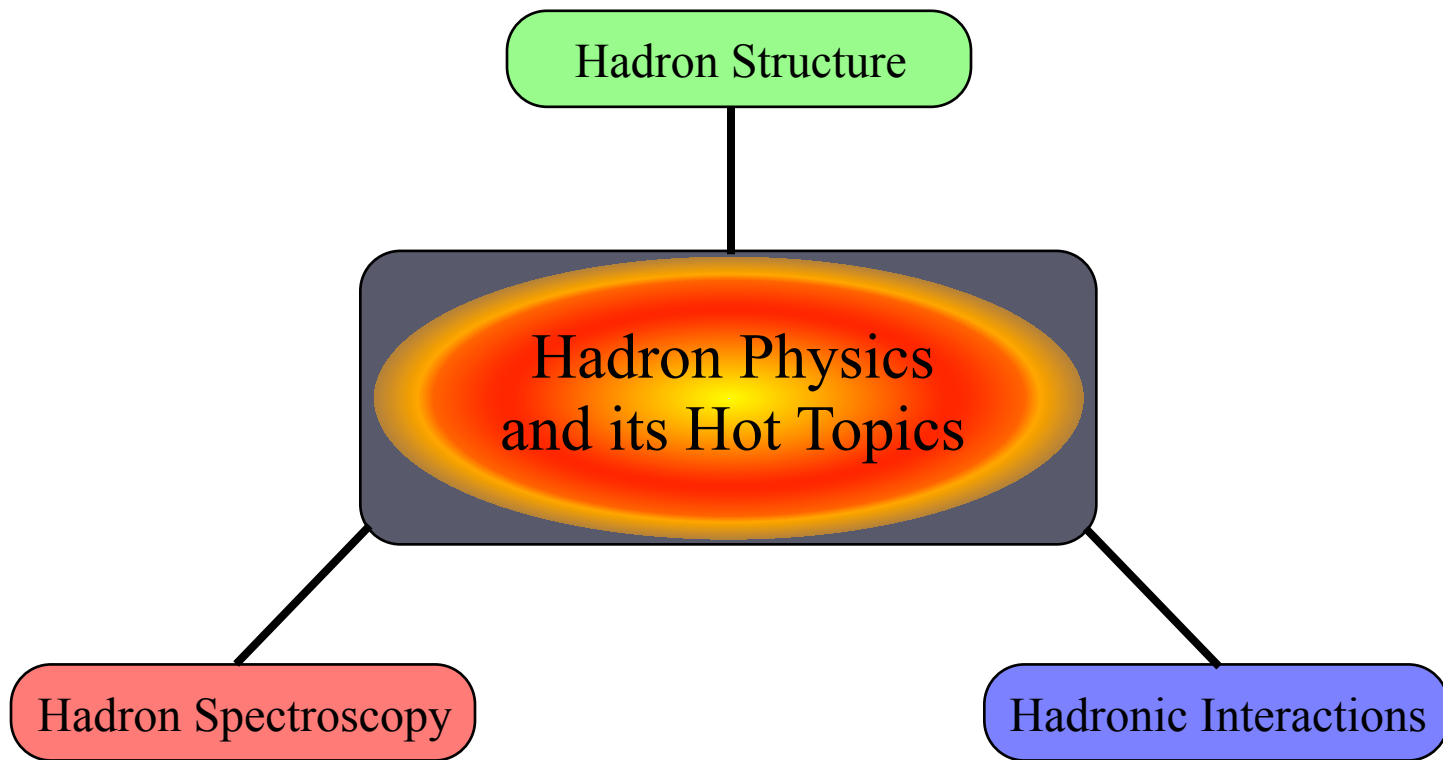 Hadron Structure
Hadron Physics
and its Hot Topics
Hadron Spectroscopy
Hadronic Interactions